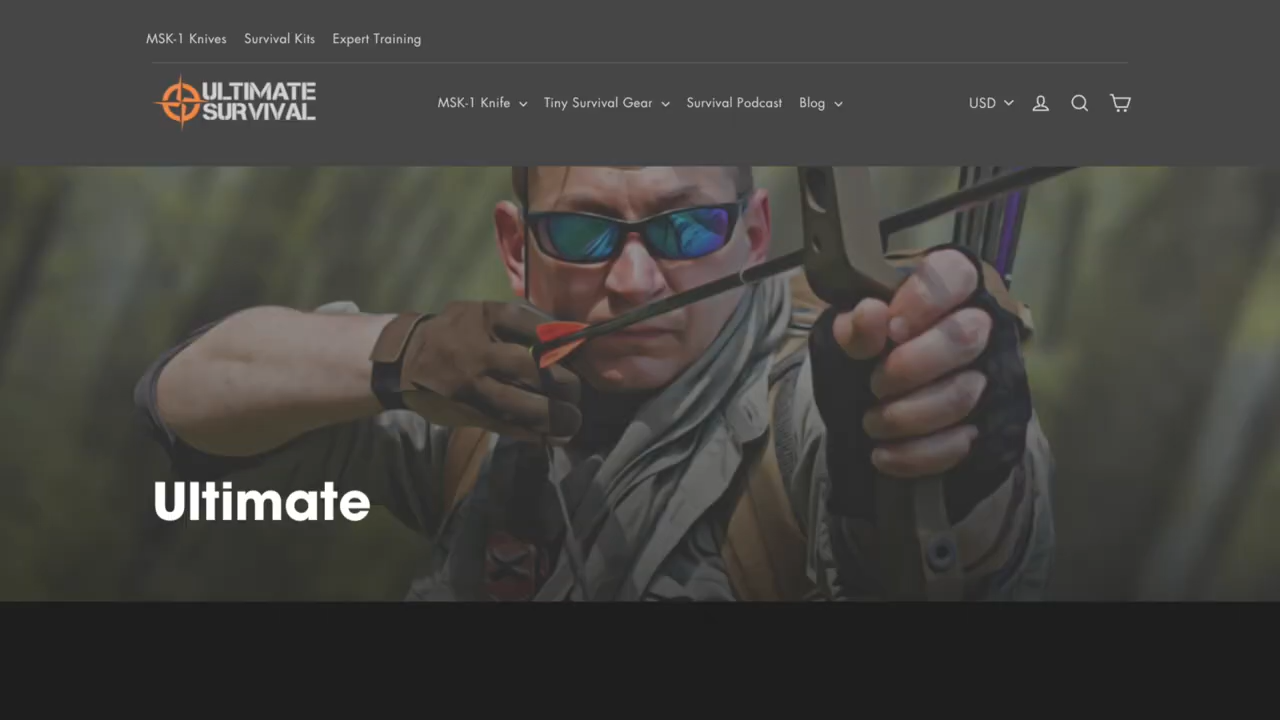 MSK-1 Knives Survival Kits Expert Training
ULTIMATE
SURVIVAL
MSK-1 Knife Tiny Survival Gear Survival Podcast Blog USD
Ultimate